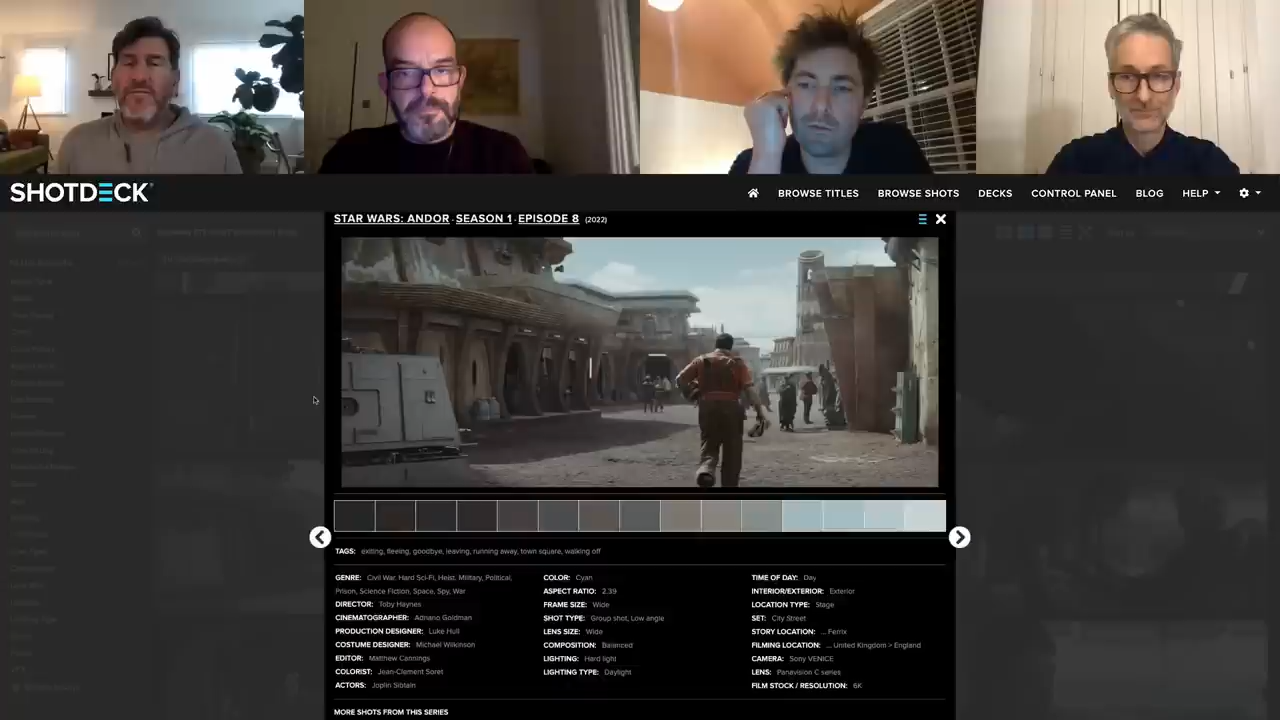 SHOTDECK
BROWSE TITLES BROWSE SHOTS DECKS CONTROL PANEL BLOG HELP
STAR WARS: ANDOR · SEASON 1 · EPISODE 8 (2022)
TAGS: exiting, fleeing, goodbye, leaving, running away, town square, walking off
GENRE: Civil War, Hard Sci-Fi, Heist, Military, Political,
Prison, Science Fiction, Space, Spy, War
DIRECTOR: Toby Haynes
CINEMATOGRAPHER: Adriano Goldman
PRODUCTION DESIGNER: Luke Hull
COSTUME DESIGNER: Michael Wilkinson
EDITOR: Matthew Cannings
COLORIST: Jean-Clement Soret
ACTORS: Joplin Sibtain
COLOR: Cyan
ASPECT RATIO: 2.39
FRAME SIZE: Wide
SHOT TYPE: Group shot, Low angle
LENS SIZE: Wide
COMPOSITION: Balanced
LIGHTING: Hard light
LIGHTING TYPE: Daylight
TIME OF DAY: Day
INTERIOR/EXTERIOR: Exterior
LOCATION TYPE: Stage
SET: City Street
STORY LOCATION: ... Ferrix
FILMING LOCATION: ... United Kingdom > England
CAMERA: Sony VENICE
LENS: Panavision C series
FILM STOCK / RESOLUTION: 6K
MORE SHOTS FROM THIS SERIES